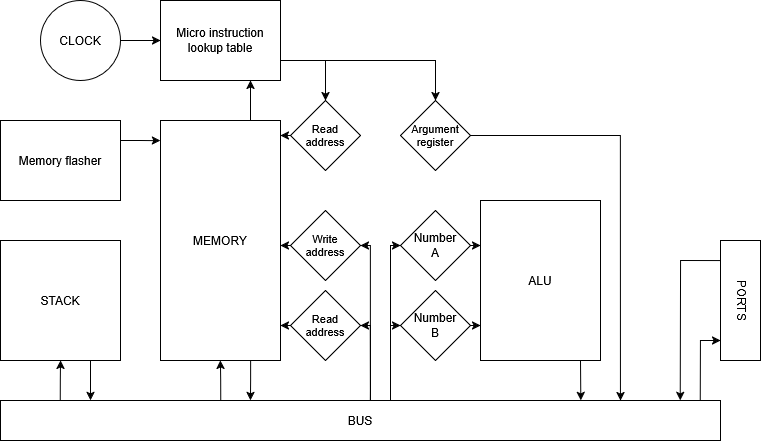 CLOCK
Micro instruction
lookup table
Memory flasher
Read
address
Argument
register
MEMORY
Write
address
Number
A
ALU
STACK
Read
address
Number
B
PORTS
BUS